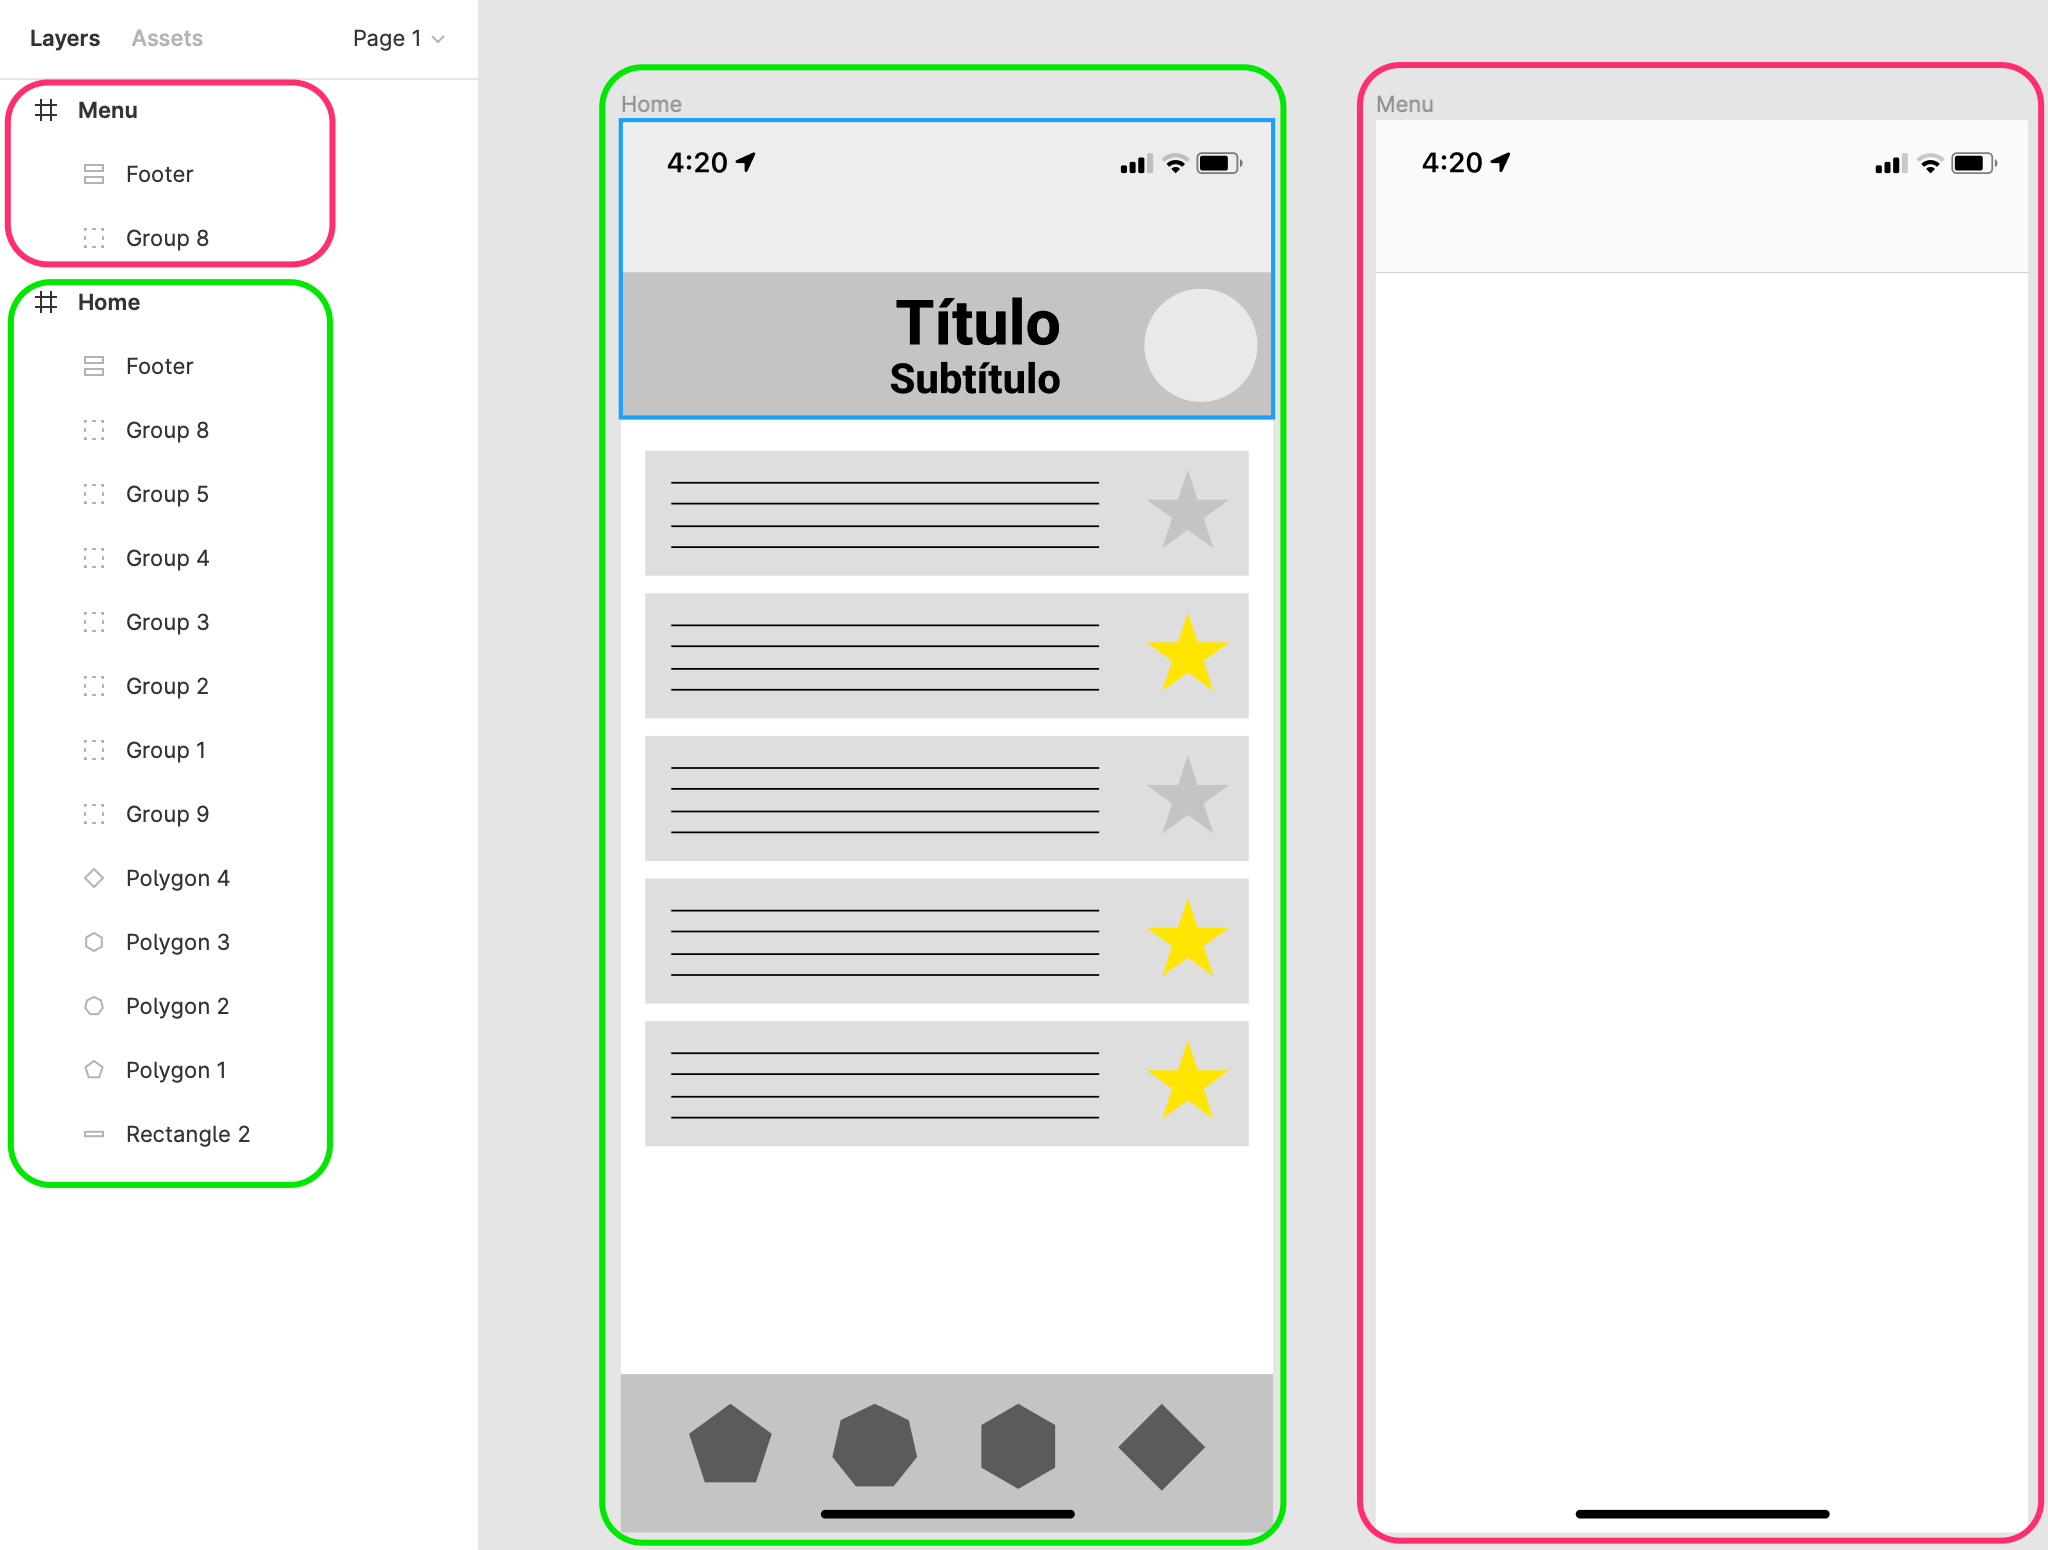 Layers Assets Page 1
Menu
Footer
Group 8
Home
Footer
Group 8
Group 5
Group 4
Group 3
Group 2
Group 1
Group 9
Polygon 4
Polygon 3
Polygon 2
Polygon 1
Rectangle 2
Home
4:20
Título
Subtítulo
Menu
4:20